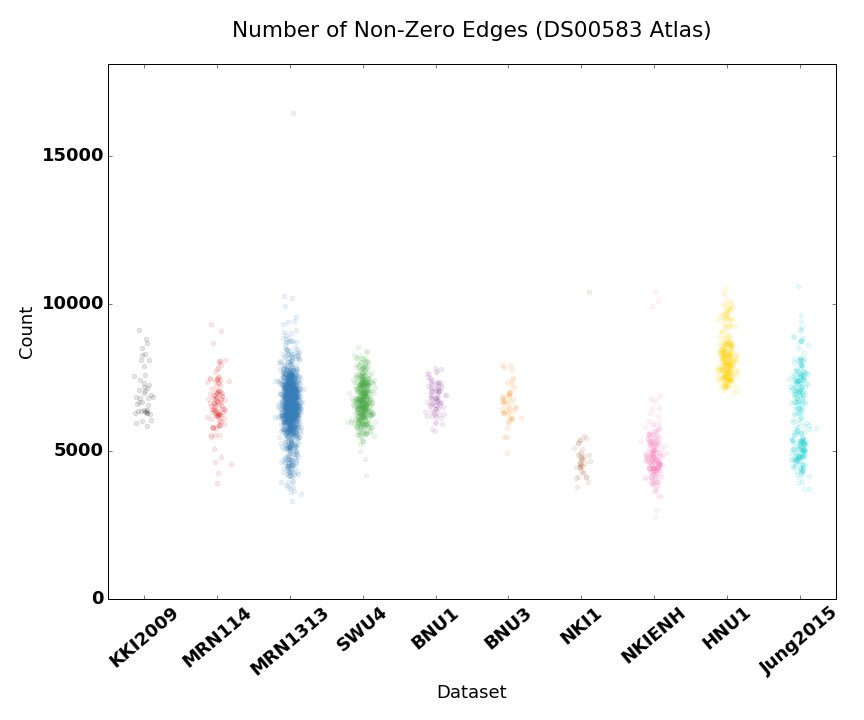 Number of Non-Zero Edges (DS00583 Atlas)
15000
10000
5000
0
Count
KKI2009
MRN114
MRN1313
SWU4
BNU1
BNU3
NKI1
NKIENH
HNU1
Jung2015
Dataset